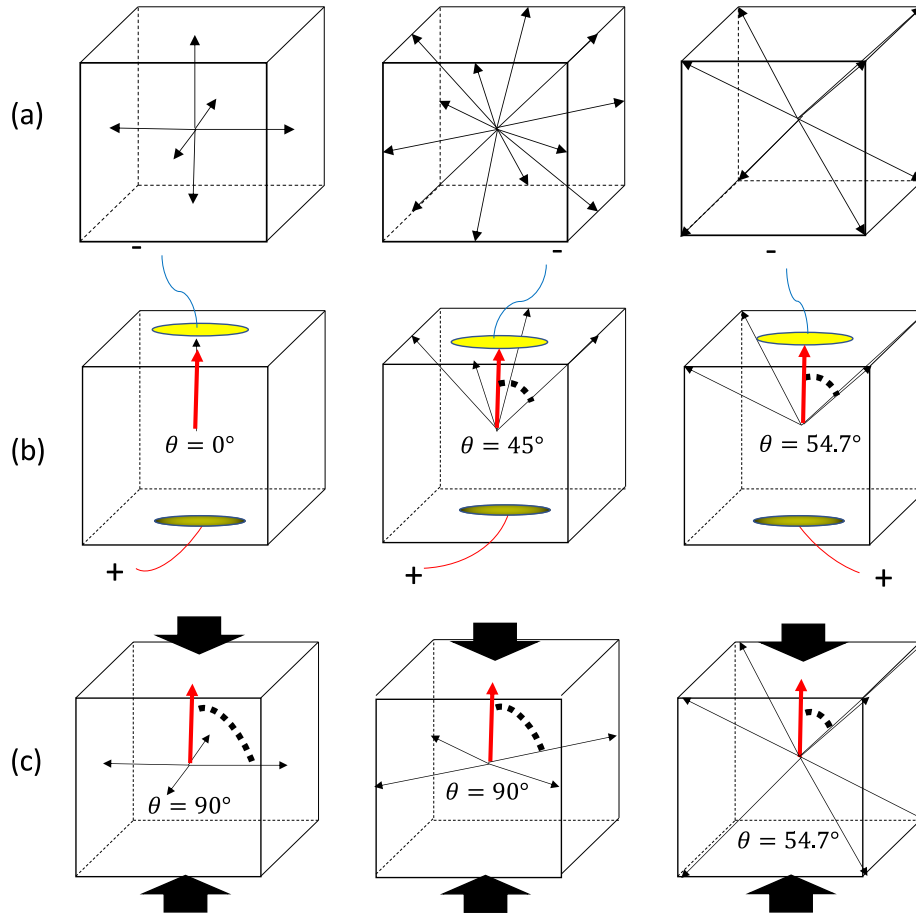 (a)
- - -
(b)
θ = 0° θ = 45° θ = 54.7°
+ + +
(c)
θ = 90° θ = 90° θ = 54.7°